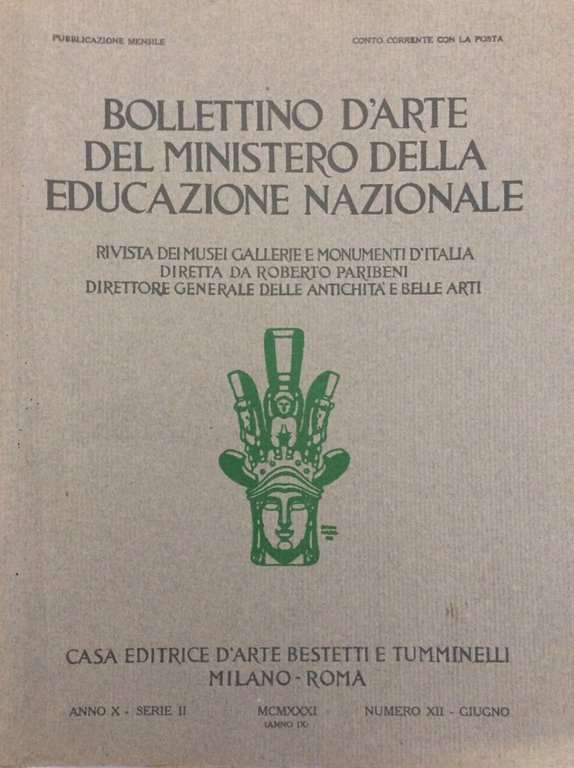 PUBBLICAZIONE MENSILE
CONTO CORRENTE CON LA POSTA
BOLLETTINO D'ARTE
DEL MINISTERO DELLA
EDUCAZIONE NAZIONALE
RIVISTA DEI MUSEI GALLERIE E MONUMENTI D'ITALIA
DIRETTA DA ROBERTO PARIBENI
DIRETTORE GENERALE DELLE ANTICHITA' E BELLE ARTI
CASA EDITRICE D'ARTE BESTETTI E TUMMINELLI
MILANO - ROMA
ANNO X - SERIE II
MCMXXXI
NUMERO XII - GIUGNO
(ANNO IX)